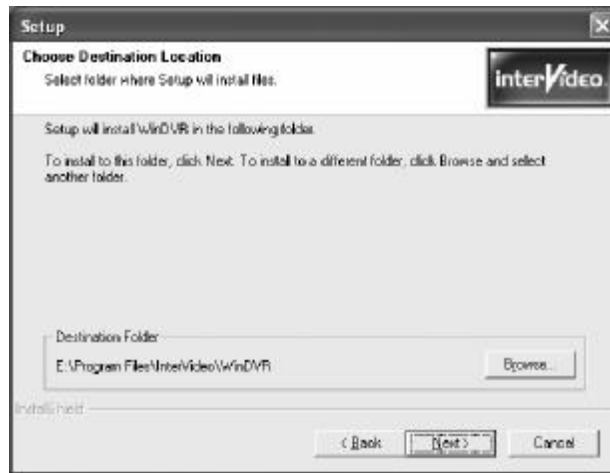 Setup
Choose Destination Location
Select folder where Setup will install files.
interVideo.
Setup will install WinDVR in the following folder.
To install to this folder, click Next. To install to a different folder, click Browse and select
another folder.
Destination Folder
E:\Program Files\InterVideo\WinDVR
Browse...
InstallShield
< Back
Next >
Cancel